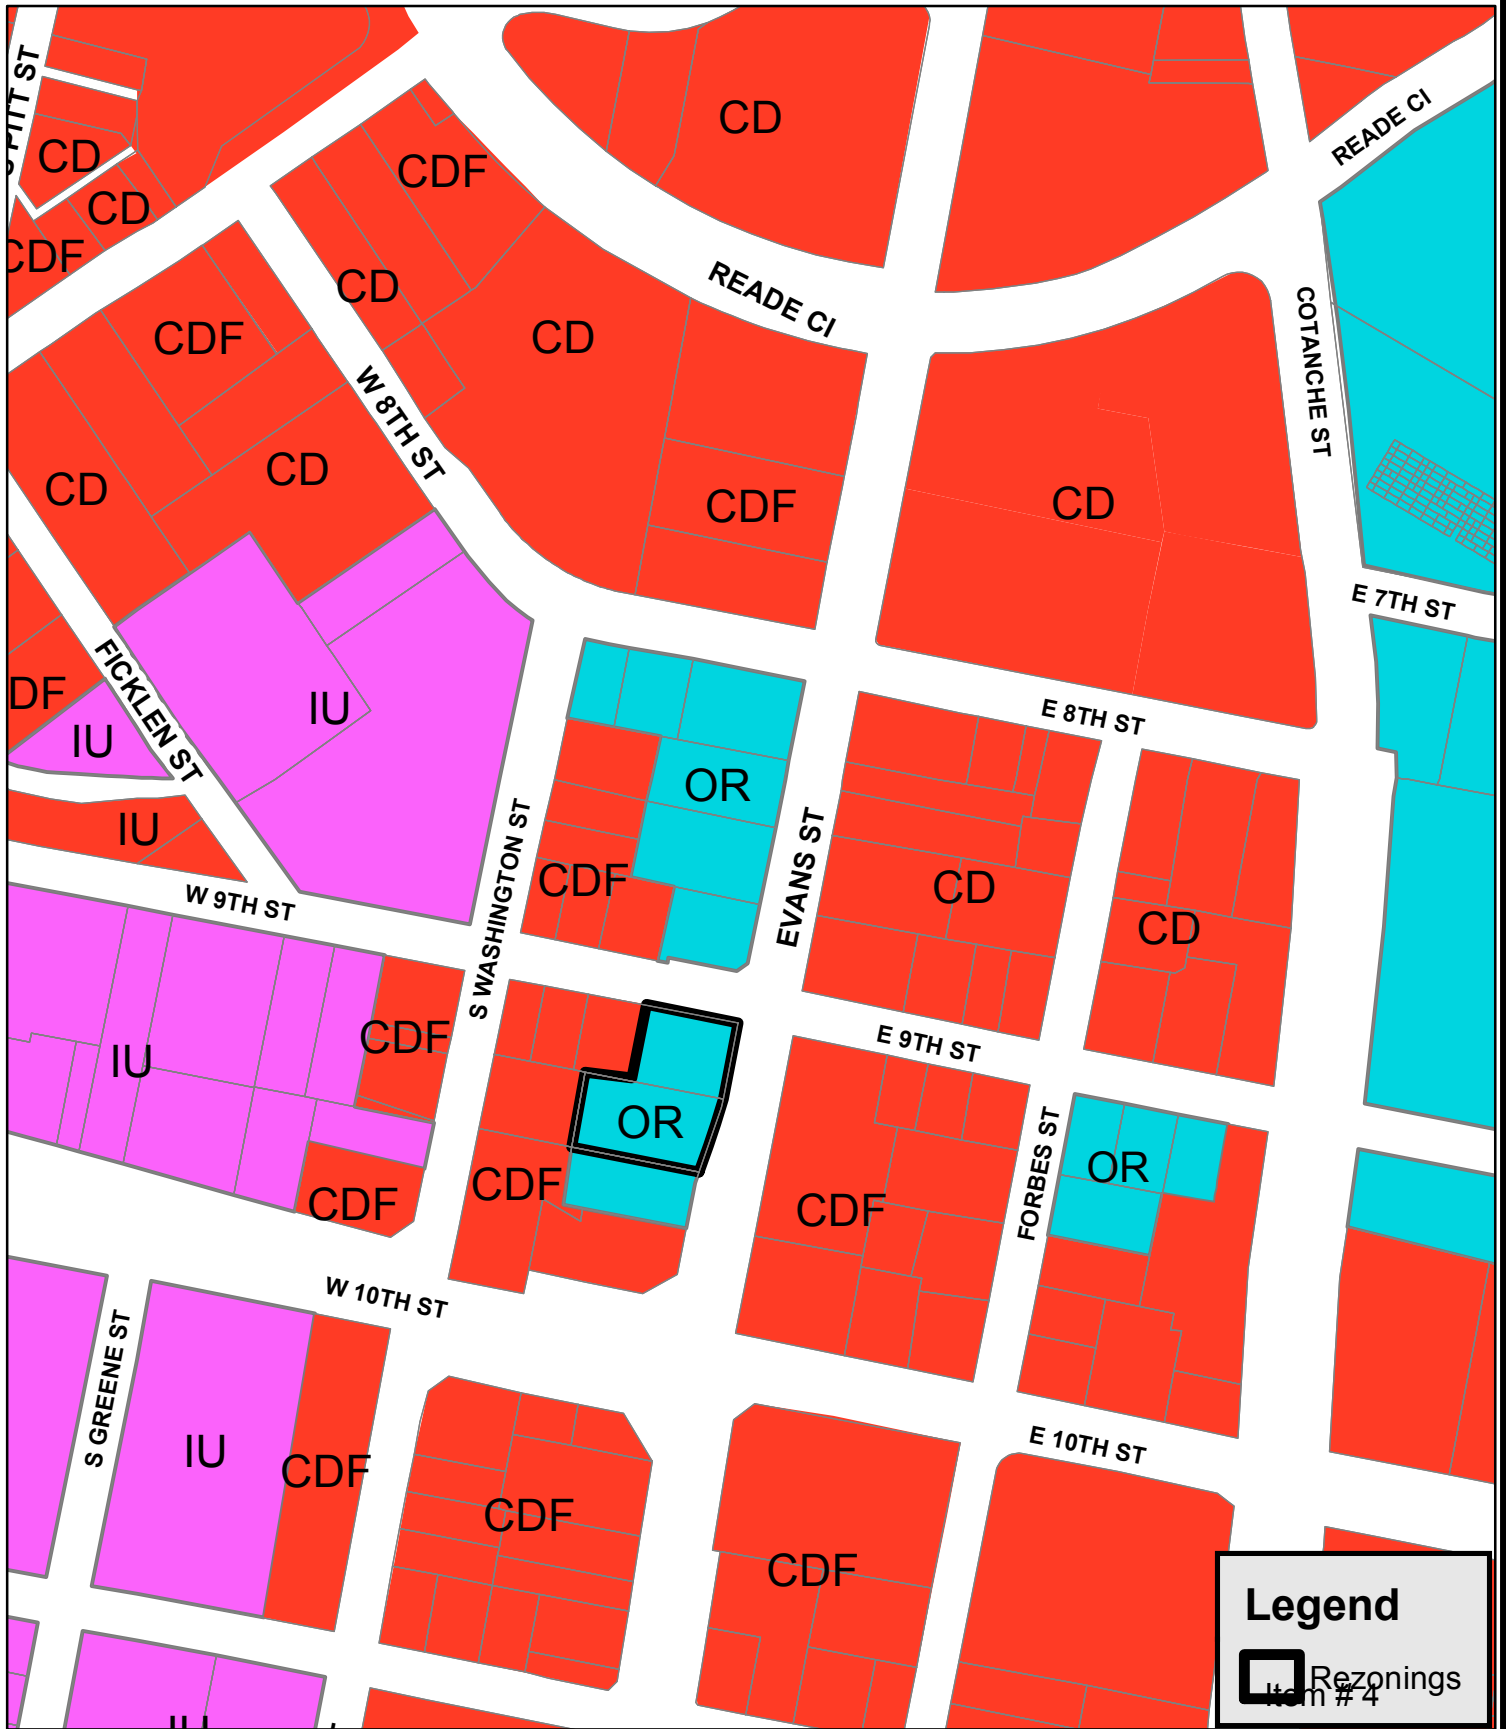 S PITT ST
CD
READE CI
CD
CDF
CD
CDF
READE CI
CD
COTANCHE ST
CDF
CD
W 8TH ST
CD
CD
CDF
CD
E 7TH ST
FICKLEN ST
DF
IU
IU
E 8TH ST
OR
IU
S WASHINGTON ST
EVANS ST
CDF
CD
CD
W 9TH ST
CDF
IU
E 9TH ST
OR
FORBES ST
OR
CDF
CDF
CDF
W 10TH ST
S GREENE ST
IU
CDF
E 10TH ST
CDF
CDF
Legend
Rezonings
Item # 4
IU